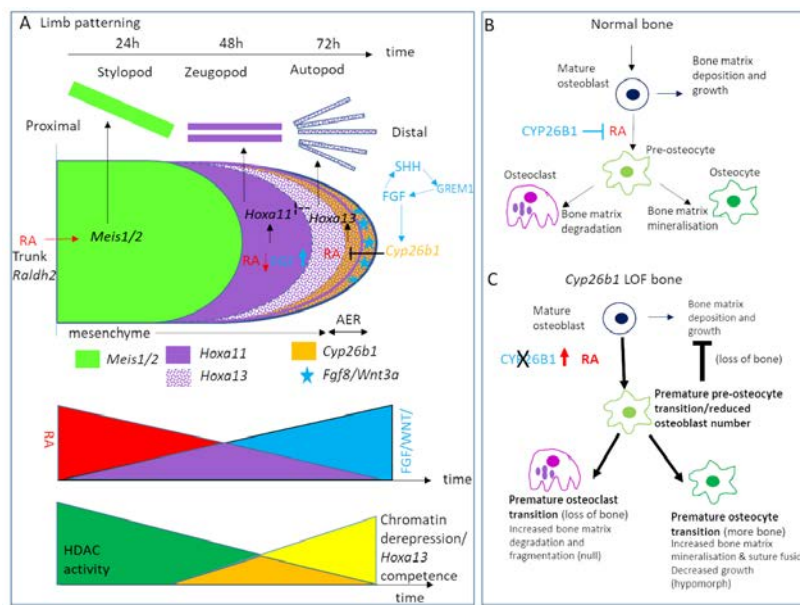 A Limb patterning
24h 48h 72h
time
Stylopod Zeugopod Autopod
Proximal
Distal
SHH
FGF
GREM1
Hoxa11
Hoxa13
Meis1/2
RA
Trunk
Raldh2
RA
RA
Cyp26b1
mesenchyme
AER
Meis1/2
Hoxa11
Hoxa13
Cyp26b1
Fgf8/Wnt3a
RA
FGF/WNT/
time
HDAC
activity
Chromatin
derepression/
Hoxa13
competence
time
B
Normal bone
Mature
osteoblast
Bone matrix
deposition and
growth
CYP26B1
RA
Pre-osteocyte
Osteoclast
Osteocyte
Bone matrix
degradation
Bone matrix
mineralisation
C
Cyp26b1 LOF bone
Mature
osteoblast
Bone matrix
deposition and
growth
CYP26B1 RA
(loss of bone)
Premature pre-osteocyte
transition/reduced
osteoblast number
Premature osteoclast
transition (loss of bone)
Increased bone matrix
degradation and
fragmentation (null)
Premature osteocyte
transition (more bone)
Increased bone matrix
mineralisation & suture fusio
Decreased growth
(hypomorph)